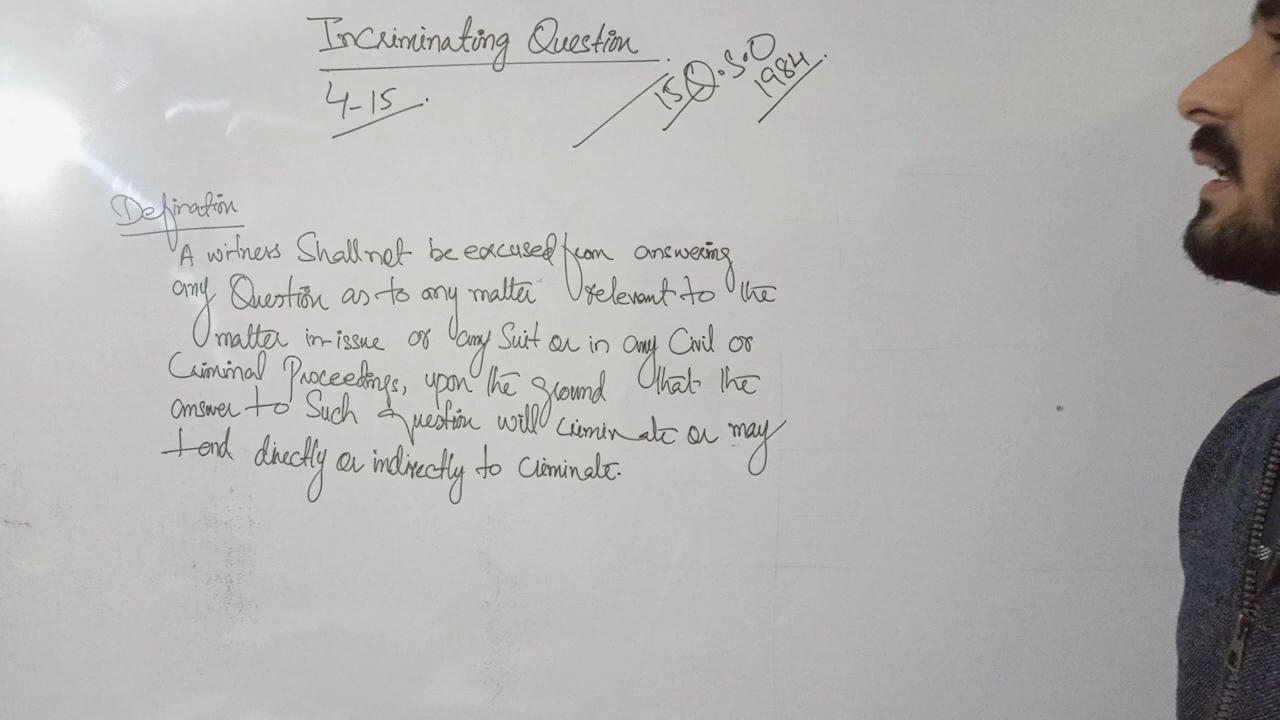 Incriminating Question
4-15.
15 Q.S.O
1984.
Defination
A witness Shall not be excused from answering
any Question as to any matter relevant to the
matter in-issue or any Suit or in any Civil or
Criminal Proceedings, upon the ground that the
answer to Such question will criminate or may
tend directly or indirectly to criminate.